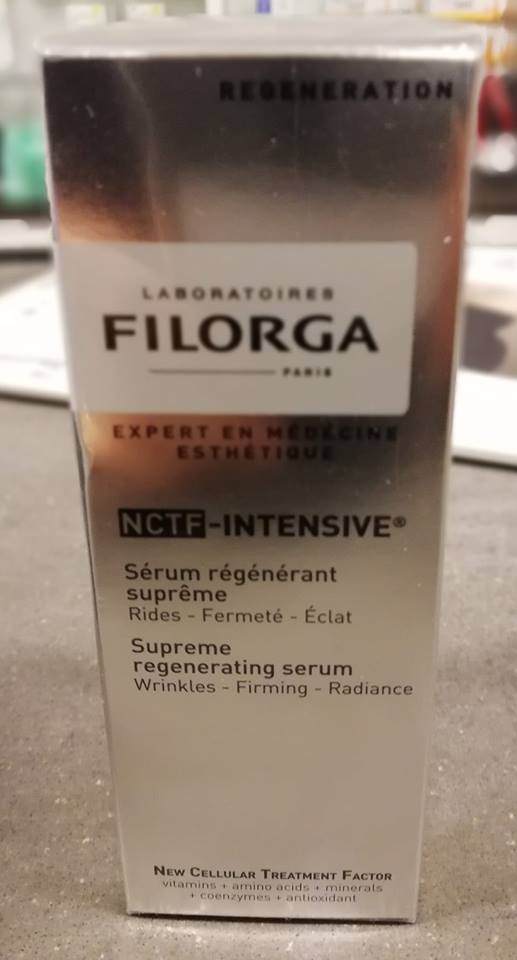 REGENERATION
LABORATOIRES
FILORGA
PARIS
EXPERT EN MÉDECINE
ESTHÉTIQUE
NCTF-INTENSIVE®
Sérum régénérant
suprême
Rides - Fermeté - Éclat
Supreme
regenerating serum
Wrinkles - Firming - Radiance
NEW CELLULAR TREATMENT FACTOR
vitamins + amino acids + minerals
+ coenzymes + antioxidant